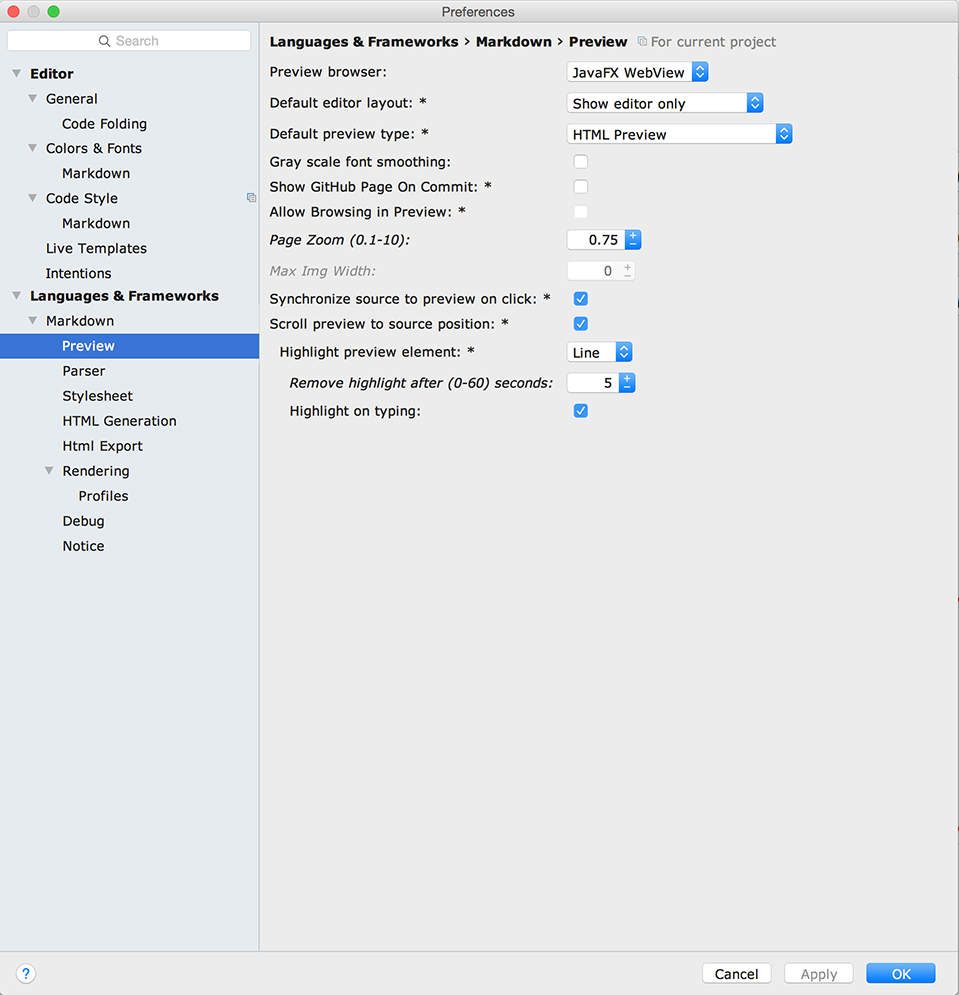 Preferences
Search
Editor
General
Code Folding
Colors & Fonts
Markdown
Code Style
Markdown
Live Templates
Intentions
Languages & Frameworks
Markdown
Preview
Parser
Stylesheet
HTML Generation
Html Export
Rendering
Profiles
Debug
Notice
Languages & Frameworks › Markdown › Preview For current project
Preview browser: JavaFX WebView
Default editor layout: * Show editor only
Default preview type: * HTML Preview
Gray scale font smoothing:
Show GitHub Page On Commit: *
Allow Browsing in Preview: *
Page Zoom (0.1-10): 0.75
Max Img Width: 0
Synchronize source to preview on click: *
Scroll preview to source position: *
Highlight preview element: * Line
Remove highlight after (0-60) seconds: 5
Highlight on typing:
? Cancel Apply OK